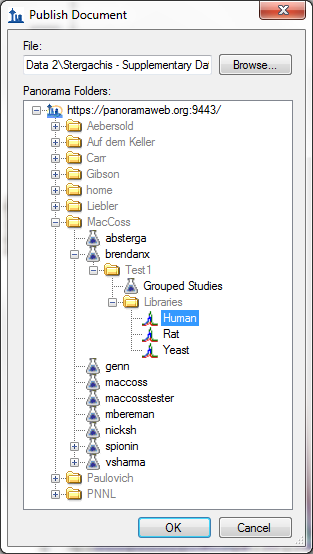 Publish Document
File:
Data 2\Stergachis - Supplementary Da
Browse...
Panorama Folders:
https://panoramaweb.org:9443/
Aebersold
Auf dem Keller
Carr
Gibson
home
Liebler
MacCoss
absterga
brendanx
Test1
Grouped Studies
Libraries
Human
Rat
Yeast
genn
maccoss
maccosstester
mbereman
nicksh
spionin
vsharma
Paulovich
PNNL
OK
Cancel